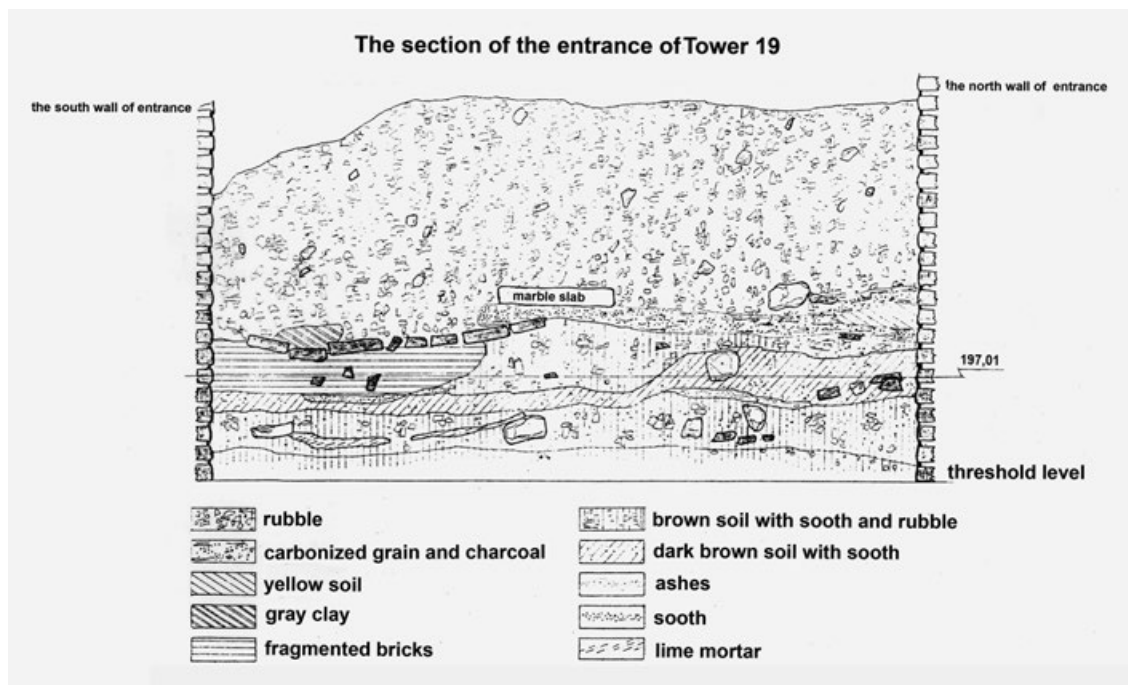 The section of the entrance of Tower 19
the south wall of entrance
the north wall of entrance
marble slab
197,01
threshold level
rubble
carbonized grain and charcoal
yellow soil
gray clay
fragmented bricks
brown soil with sooth and rubble
dark brown soil with sooth
ashes
sooth
lime mortar